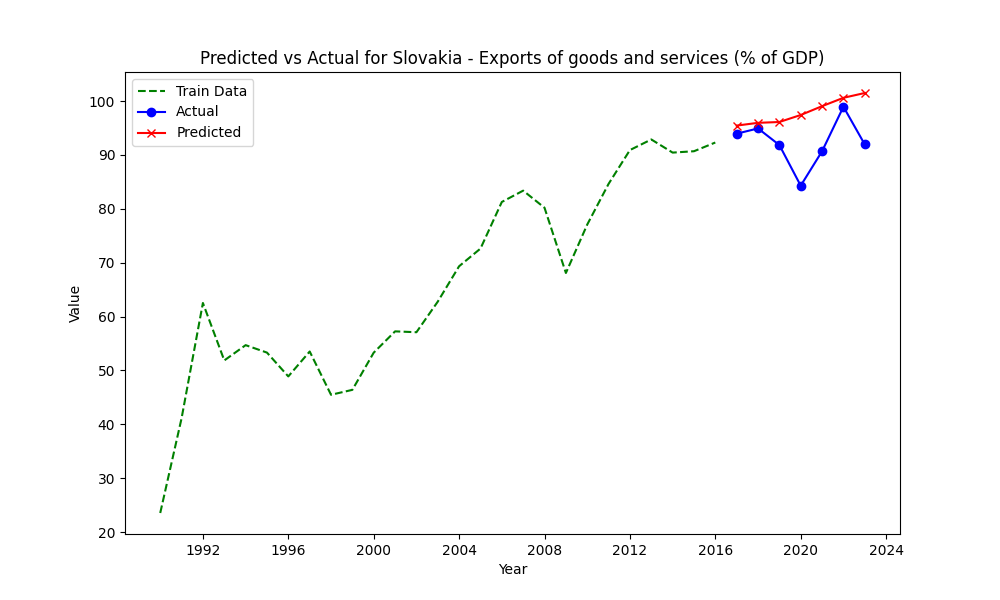 Predicted vs Actual for Slovakia - Exports of goods and services (% of GDP)
Train Data
Actual
Predicted
Value
100
90
80
70
60
50
40
30
20
1992 1996 2000 2004 2008 2012 2016 2020 2024
Year